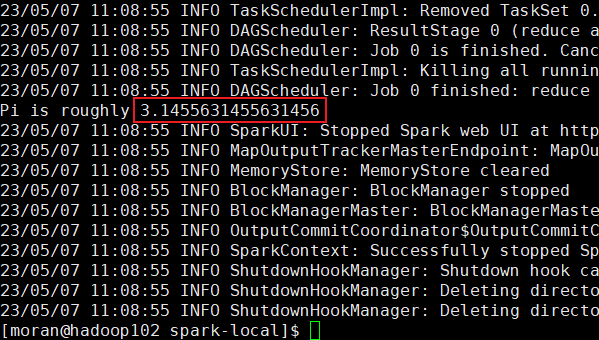 23/05/07 11:08:55 INFO TaskSchedulerImpl: Removed TaskSet 0.
23/05/07 11:08:55 INFO DAGScheduler: ResultStage 0 (reduce a
23/05/07 11:08:55 INFO DAGScheduler: Job 0 is finished. Canc
23/05/07 11:08:55 INFO TaskSchedulerImpl: Killing all runnin
23/05/07 11:08:55 INFO DAGScheduler: Job 0 finished: reduce
Pi is roughly 3.1455631455631456
23/05/07 11:08:55 INFO SparkUI: Stopped Spark web UI at http
23/05/07 11:08:55 INFO MapOutputTrackerMasterEndpoint: MapOu
23/05/07 11:08:55 INFO MemoryStore: MemoryStore cleared
23/05/07 11:08:55 INFO BlockManager: BlockManager stopped
23/05/07 11:08:55 INFO BlockManagerMaster: BlockManagerMaste
23/05/07 11:08:55 INFO OutputCommitCoordinator$OutputCommitC
23/05/07 11:08:55 INFO SparkContext: Successfully stopped Sp
23/05/07 11:08:55 INFO ShutdownHookManager: Shutdown hook ca
23/05/07 11:08:55 INFO ShutdownHookManager: Deleting directo
23/05/07 11:08:55 INFO ShutdownHookManager: Deleting directo
[moran@hadoop102 spark-local]$